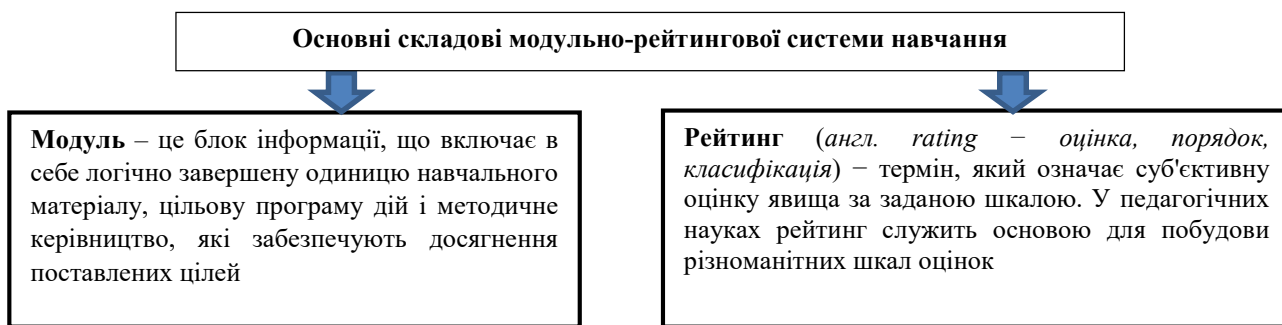 Основні складові модульно-рейтингової системи навчання
Модуль – це блок інформації, що включає в
себе логічно завершену одиницю навчального
матеріалу, цільову програму дій і методичне
керівництво, які забезпечують досягнення
поставлених цілей
Рейтинг (англ. rating − оцінка, порядок,
класифікація) − термін, який означає суб'єктивну
оцінку явища за заданою шкалою. У педагогічних
науках рейтинг служить основою для побудови
різноманітних шкал оцінок